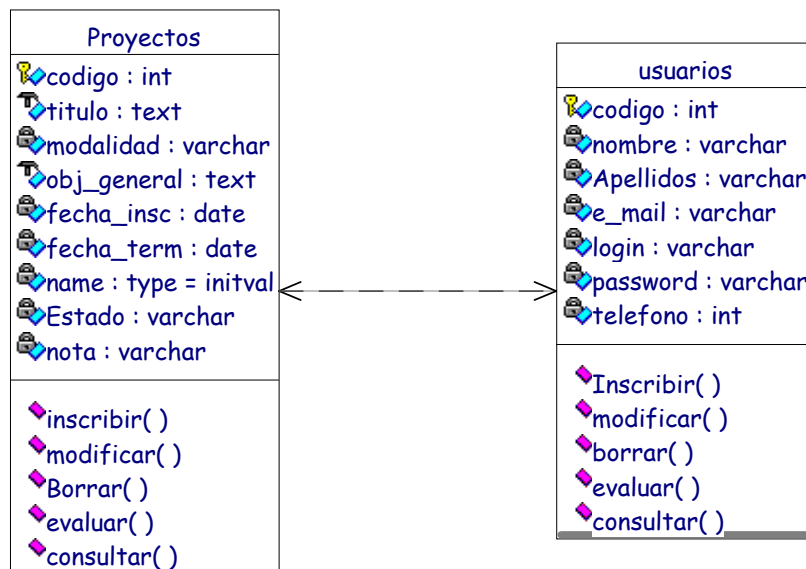 Proyectos
codigo : int
titulo : text
modalidad : varchar
obj_general : text
fecha_insc : date
fecha_term : date
name : type = initval
Estado : varchar
nota : varchar
inscribir( )
modificar( )
Borrar( )
evaluar( )
consultar( )
usuarios
codigo : int
nombre : varchar
Apellidos : varchar
e_mail : varchar
login : varchar
password : varchar
telefono : int
Inscribir( )
modificar( )
borrar( )
evaluar( )
consultar( )